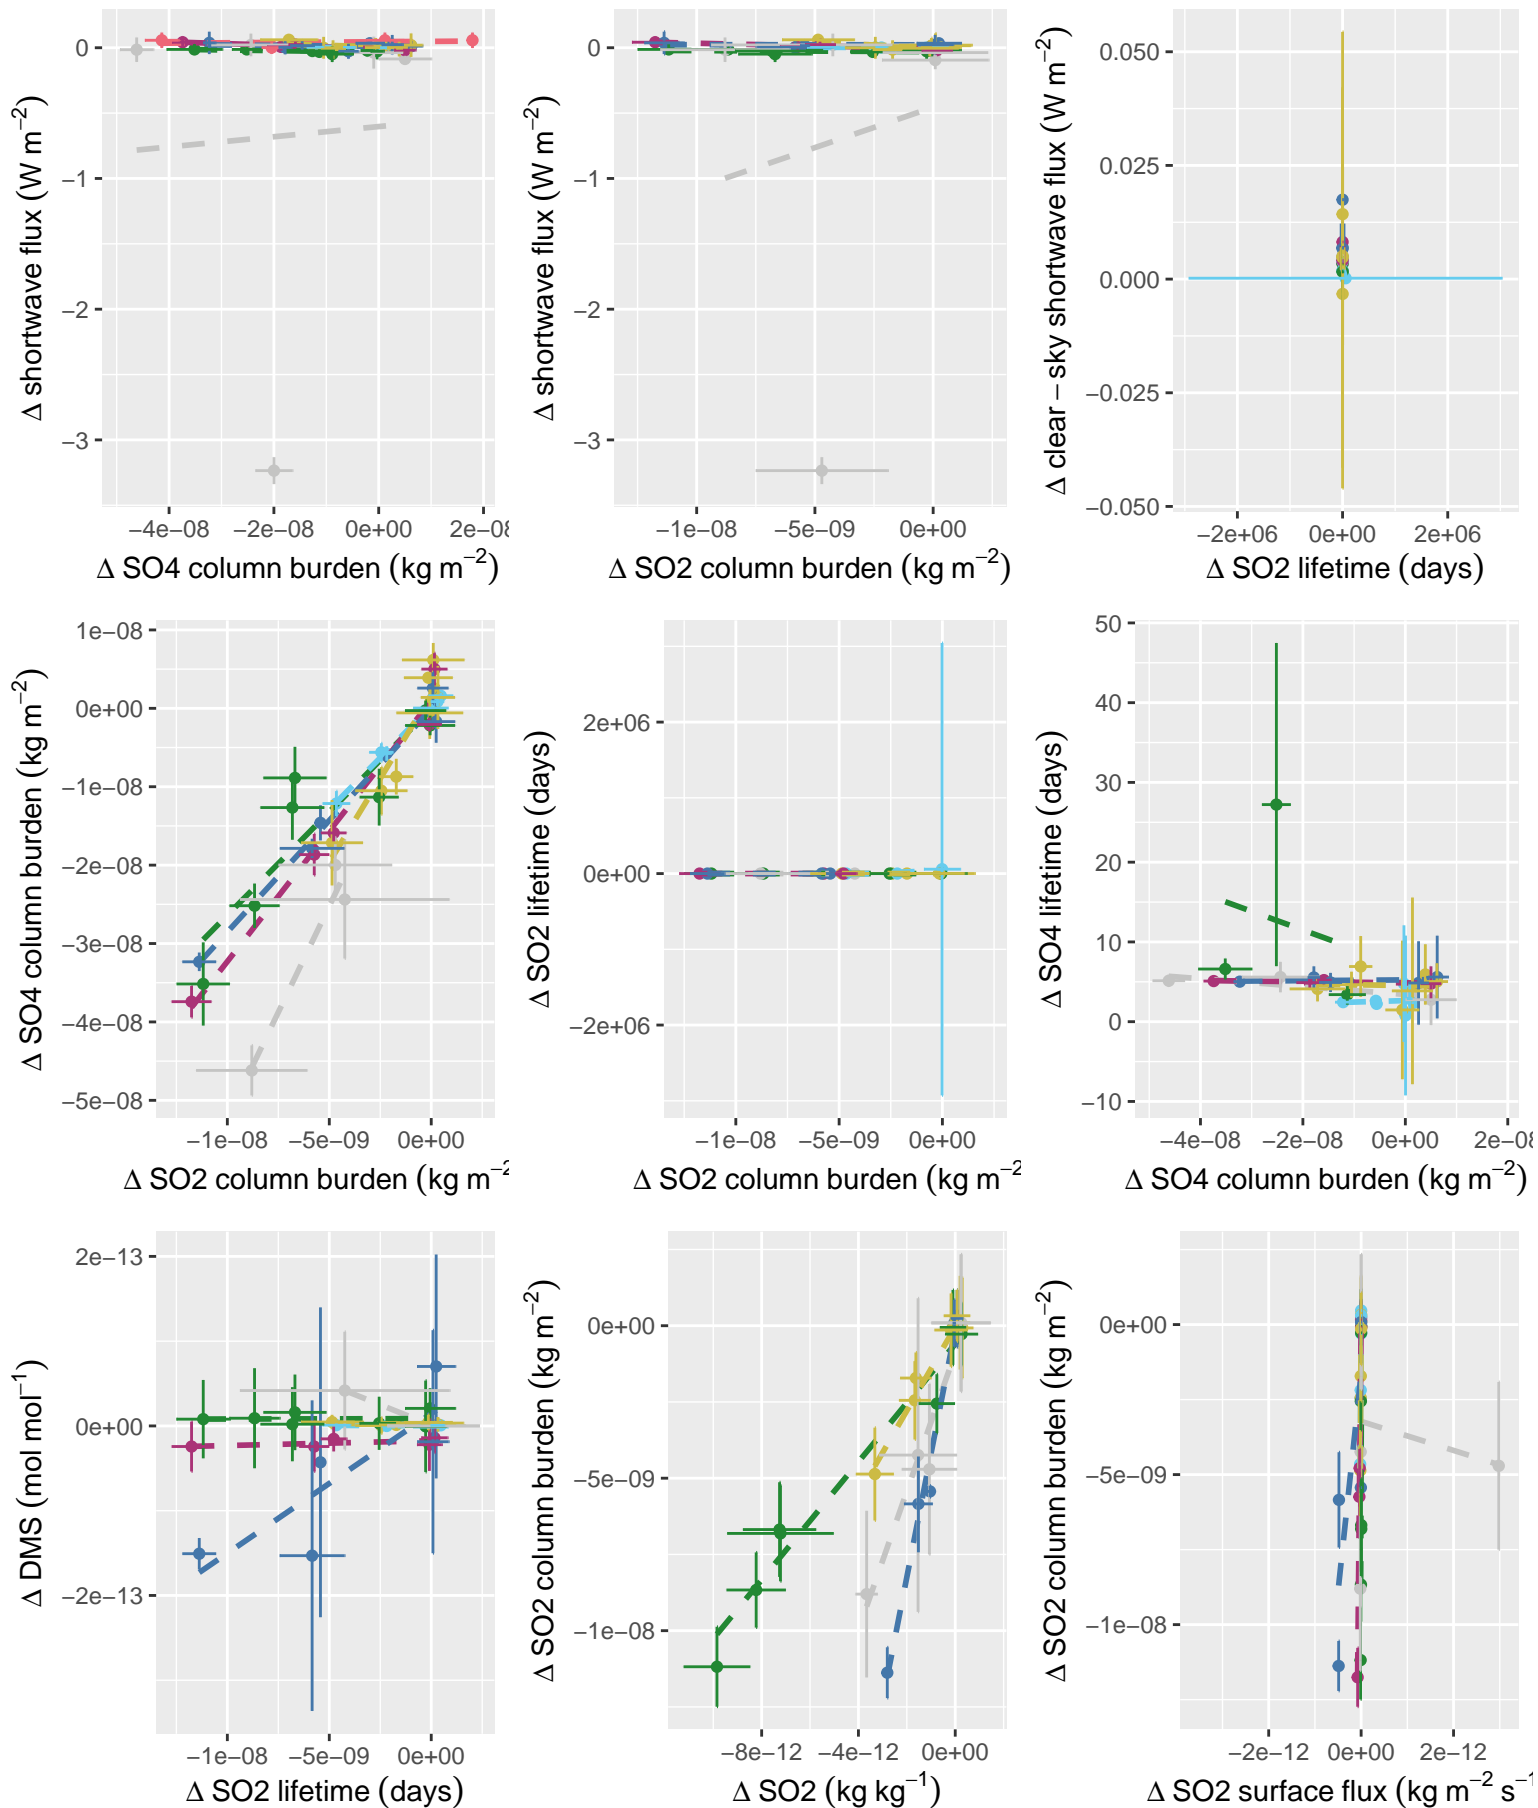 0
−1
−2
−3
Δ shortwave flux (W m−2)
−4e−08 −2e−08 0e+00 2e−08
Δ SO4 column burden (kg m−2)
0
−1
−2
−3
Δ shortwave flux (W m−2)
−1e−08 −5e−09 0e+00
Δ SO2 column burden (kg m−2)
0.050
0.025
0.000
−0.025
−0.050
Δ clear − sky shortwave flux (W m−2)
−2e+06 0e+00 2e+06
Δ SO2 lifetime (days)
1e−08
0e+00
−1e−08
−2e−08
−3e−08
−4e−08
−5e−08
Δ SO4 column burden (kg m−2)
−1e−08 −5e−09 0e+00
Δ SO2 column burden (kg m−2
2e+06
0e+00
−2e+06
Δ SO2 lifetime (days)
−1e−08 −5e−09 0e+00
Δ SO2 column burden (kg m−2
50
40
30
20
10
0
−10
Δ SO4 lifetime (days)
−4e−08 −2e−08 0e+00 2e−08
Δ SO4 column burden (kg m−2)
2e−13
0e+00
−2e−13
Δ DMS (mol mol−1)
−1e−08 −5e−09 0e+00
Δ SO2 lifetime (days)
0e+00
−5e−09
−1e−08
Δ SO2 column burden (kg m−2)
−8e−12 −4e−12 0e+00
Δ SO2 (kg kg−1)
0e+00
−5e−09
−1e−08
Δ SO2 column burden (kg m−2)
−2e−12 0e+00 2e−12
Δ SO2 surface flux (kg m−2 s−1